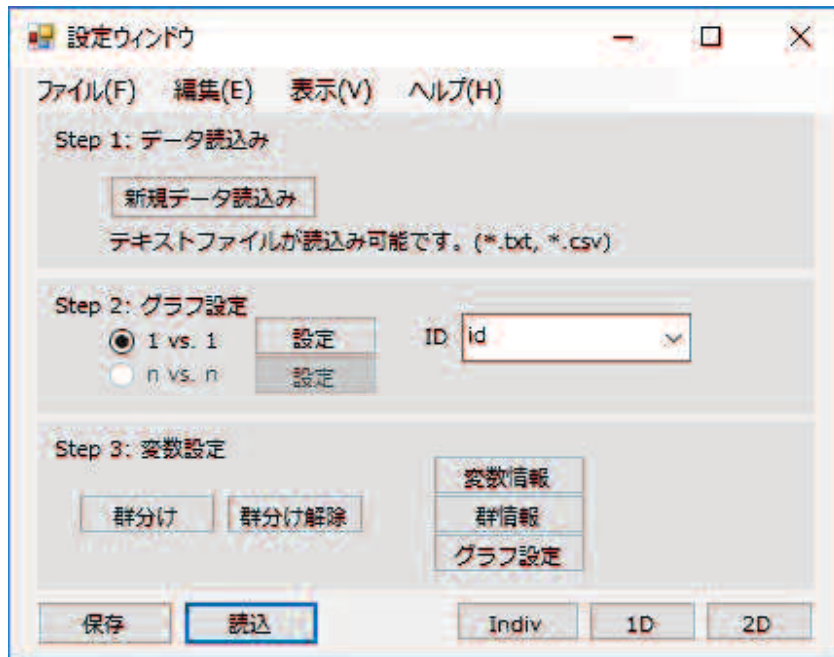 設定ウィンドウ
ファイル(F) 編集(E) 表示(V) ヘルプ(H)
Step 1: データ読込み
新規データ読込み
テキストファイルが読込み可能です。(*.txt, *.csv)
Step 2: グラフ設定
1 vs. 1 設定 ID id
n vs. n 設定
Step 3: 変数設定
変数情報
群分け 群分け解除 群情報
グラフ設定
保存 読込 Indiv 1D 2D